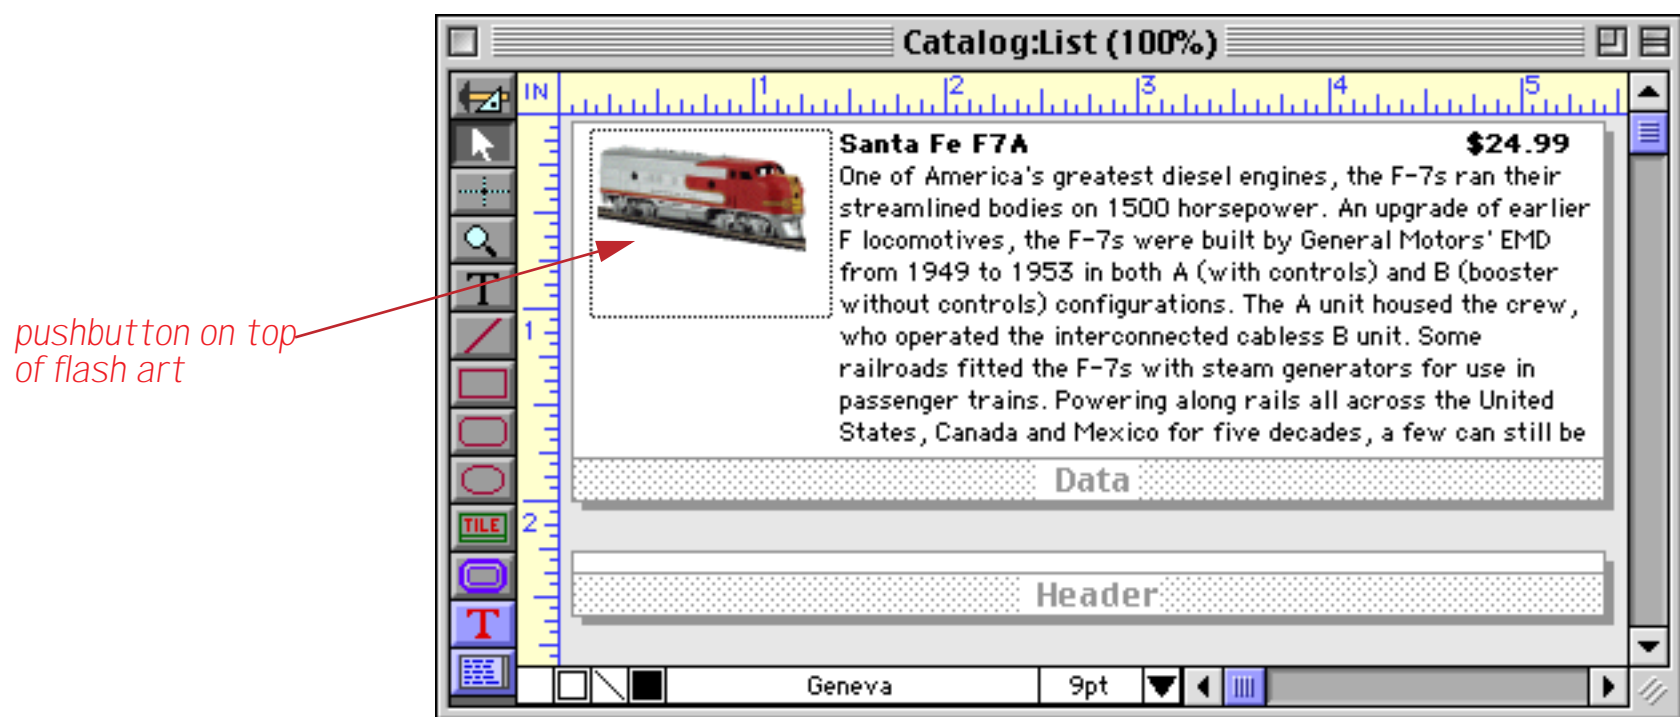 Catalog:List (100%)
IN
1 2 3 4 5
Santa Fe F7A $24.99
One of America's greatest diesel engines, the F-7s ran their
streamlined bodies on 1500 horsepower. An upgrade of earlier
F locomotives, the F-7s were built by General Motors' EMD
from 1949 to 1953 in both A (with controls) and B (booster
without controls) configurations. The A unit housed the crew,
who operated the interconnected cabless B unit. Some
railroads fitted the F-7s with steam generators for use in
passenger trains. Powering along rails all across the United
States, Canada and Mexico for five decades, a few can still be
pushbutton on top
of flash art
T
1
Data
TILE
2
Header
T
Geneva 9pt